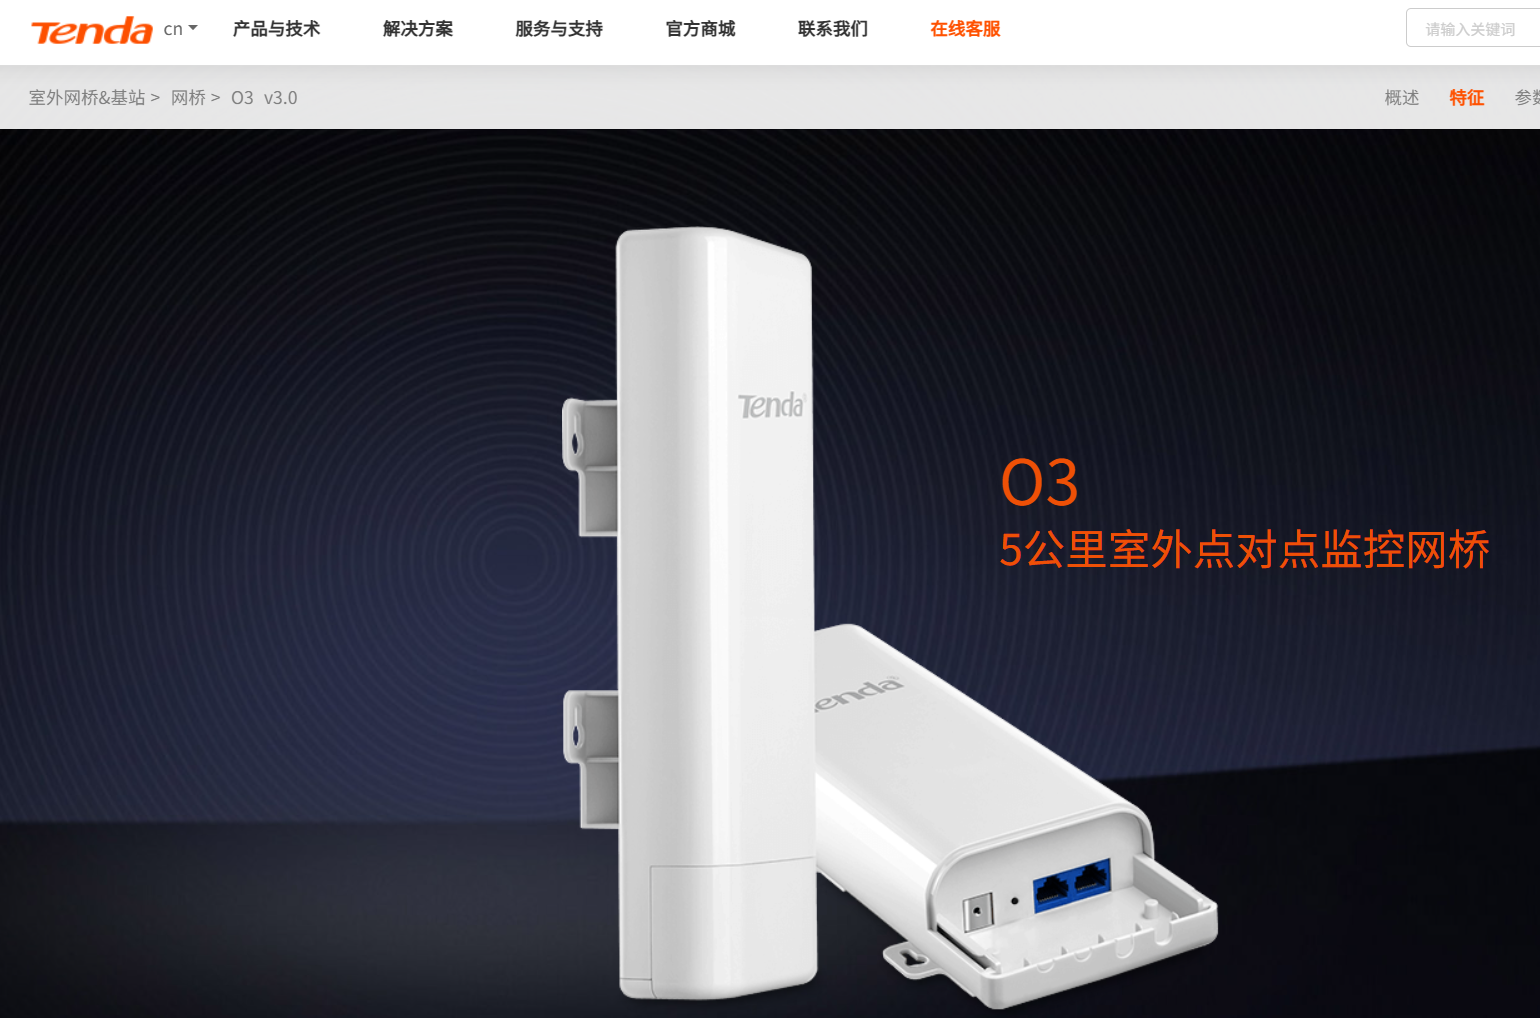 Tenda cn 产品与技术 解决方案 服务与支持 官方商城 联系我们 在线客服 请输入关键词
室外网桥&基站 > 网桥 > O3 v3.0 概述 特征 参数
Tenda
O3
5公里室外点对点监控网桥
enda